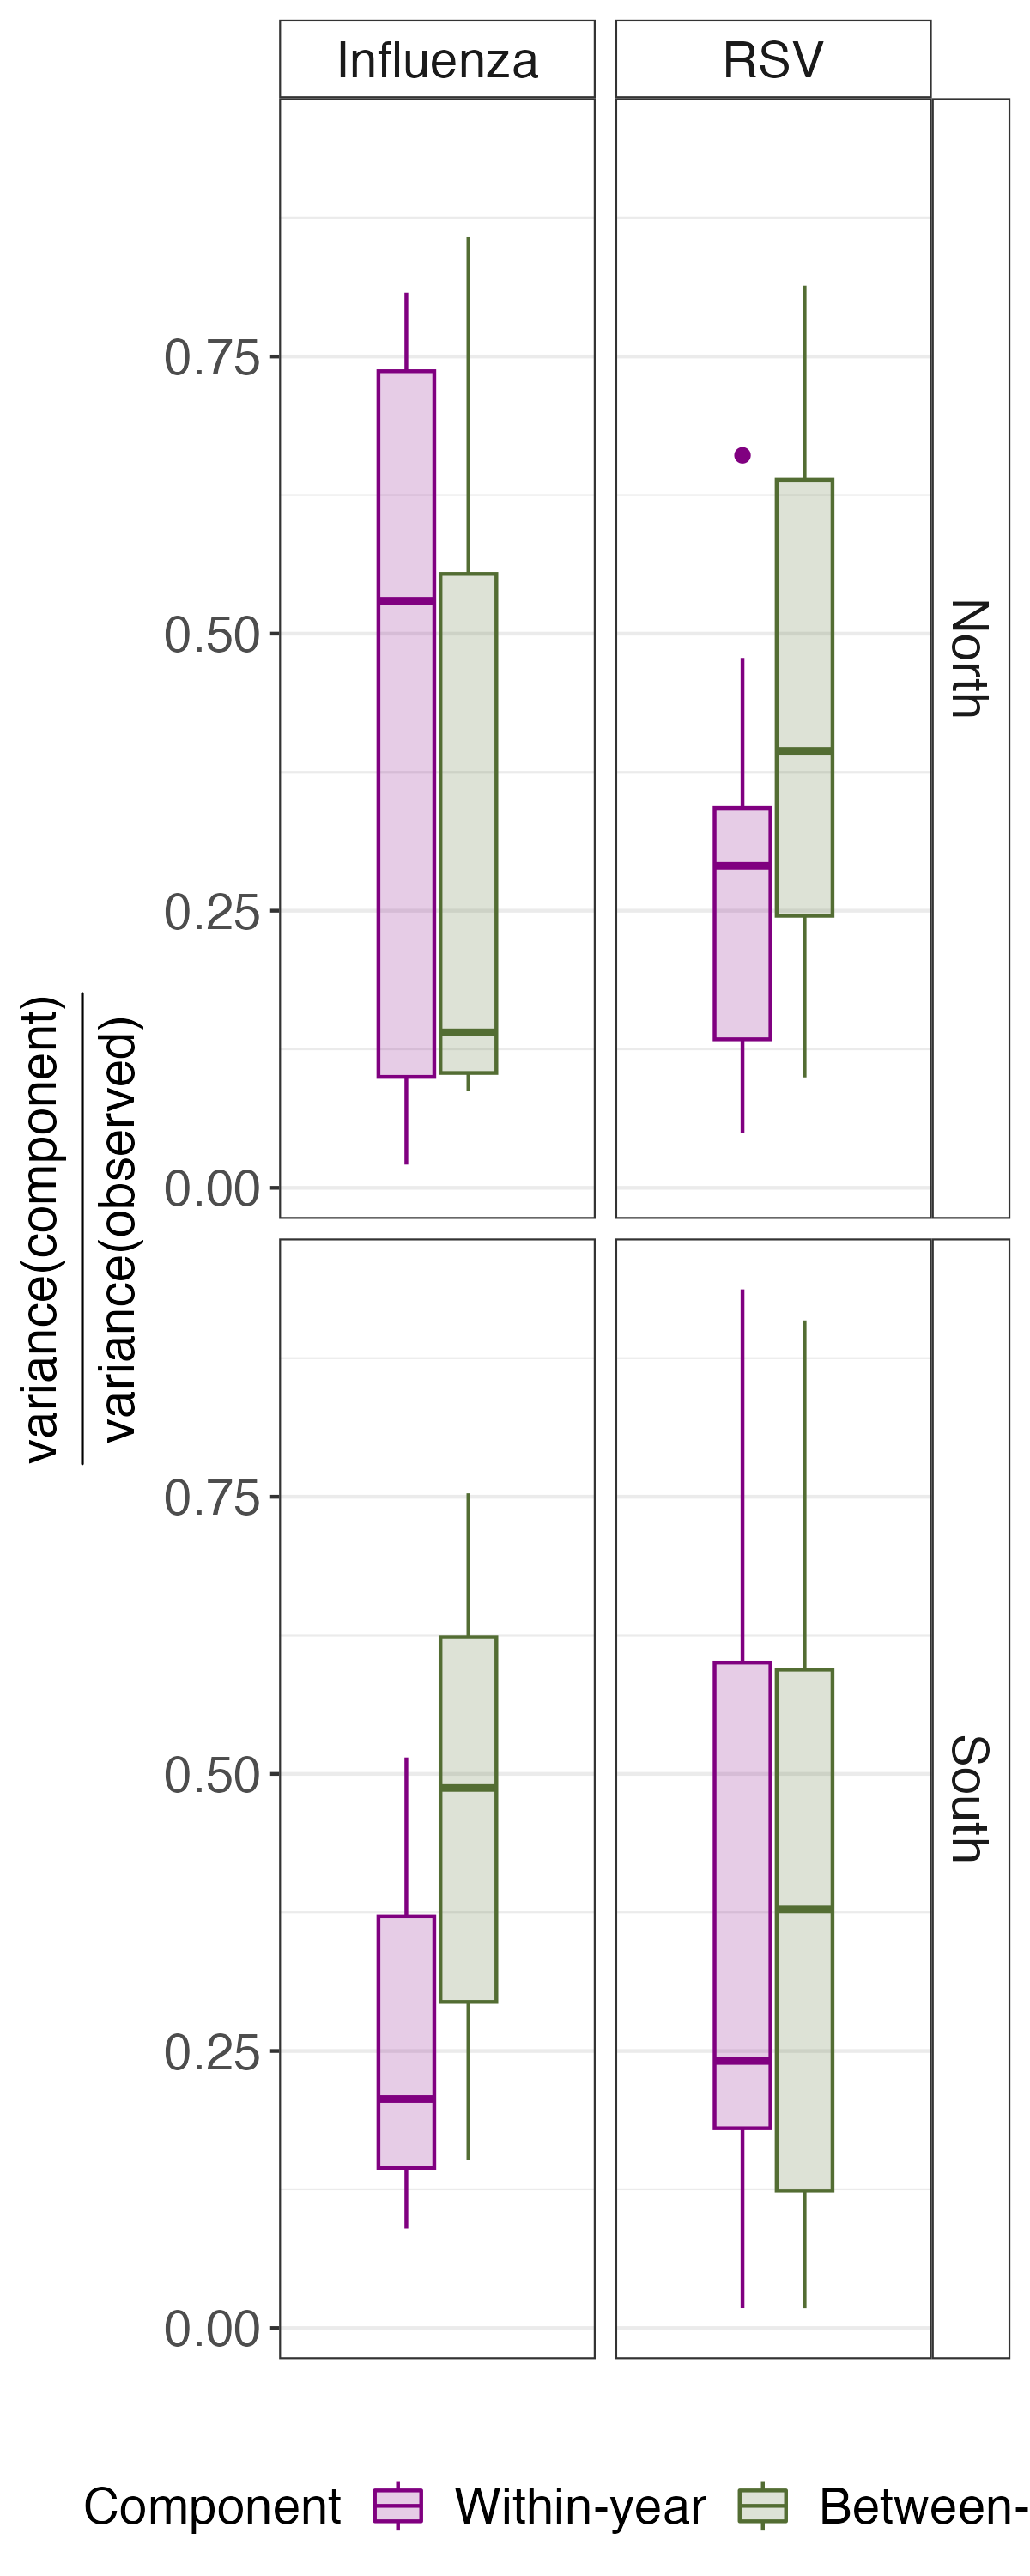 Influenza
RSV
0.75
0.50
0.25
0.00
North
variance(component)
variance(observed)
0.75
0.50
0.25
0.00
South
Component Within-year Between-